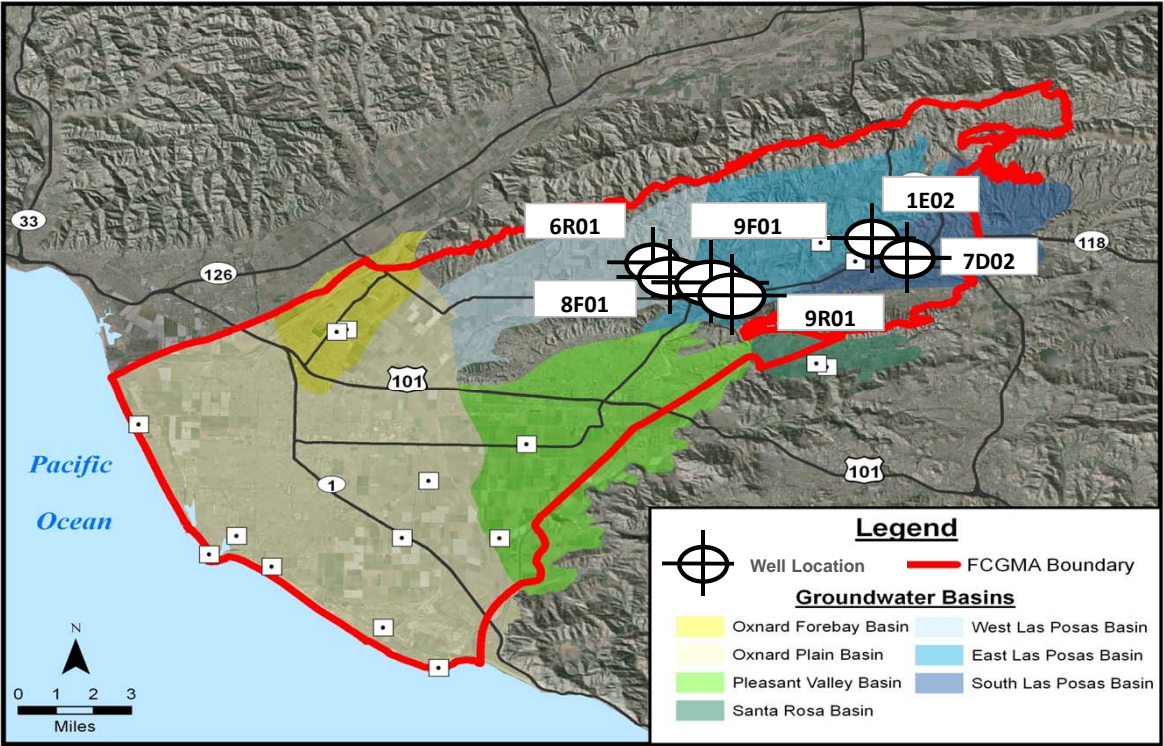 33
126
6R01
9F01
1E02
118
7D02
8F01
9R01
101
Pacific
Ocean
1
101
N
0 1 2 3
Miles
Legend
Well Location
FCGMA Boundary
Groundwater Basins
Oxnard Forebay Basin
West Las Posas Basin
Oxnard Plain Basin
East Las Posas Basin
Pleasant Valley Basin
South Las Posas Basin
Santa Rosa Basin